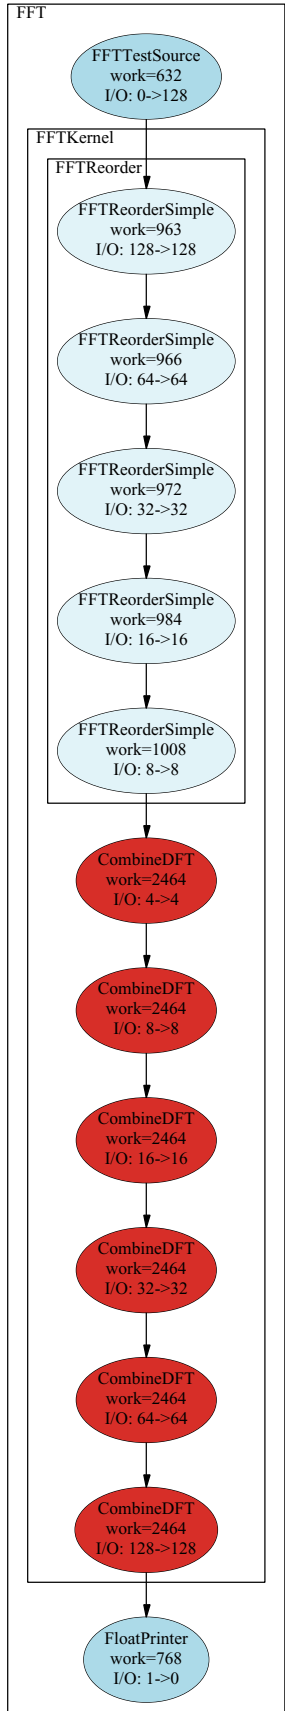 FFT
FFTTestSource
work=632
I/O: 0->128
FFTKernel
FFTReorder
FFTReorderSimple
work=963
I/O: 128->128
FFTReorderSimple
work=966
I/O: 64->64
FFTReorderSimple
work=972
I/O: 32->32
FFTReorderSimple
work=984
I/O: 16->16
FFTReorderSimple
work=1008
I/O: 8->8
CombineDFT
work=2464
I/O: 4->4
CombineDFT
work=2464
I/O: 8->8
CombineDFT
work=2464
I/O: 16->16
CombineDFT
work=2464
I/O: 32->32
CombineDFT
work=2464
I/O: 64->64
CombineDFT
work=2464
I/O: 128->128
FloatPrinter
work=768
I/O: 1->0